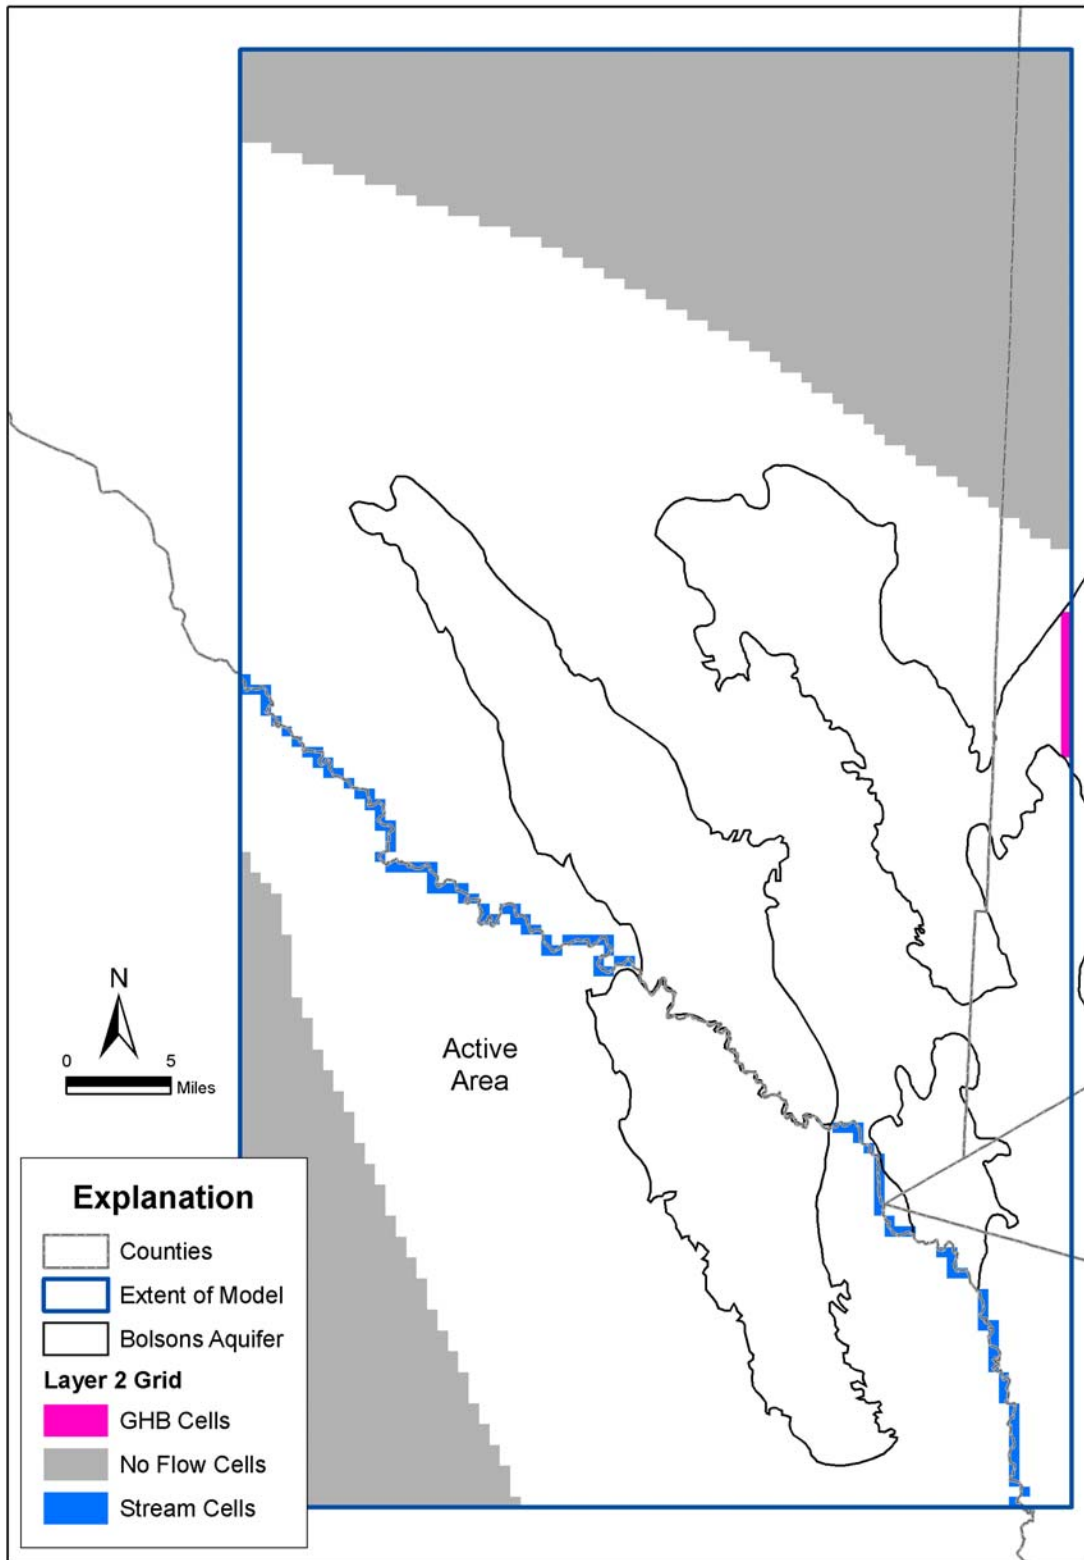 N
0 5
Miles
Active
Area
Explanation
Counties
Extent of Model
Bolsons Aquifer
Layer 2 Grid
GHB Cells
No Flow Cells
Stream Cells